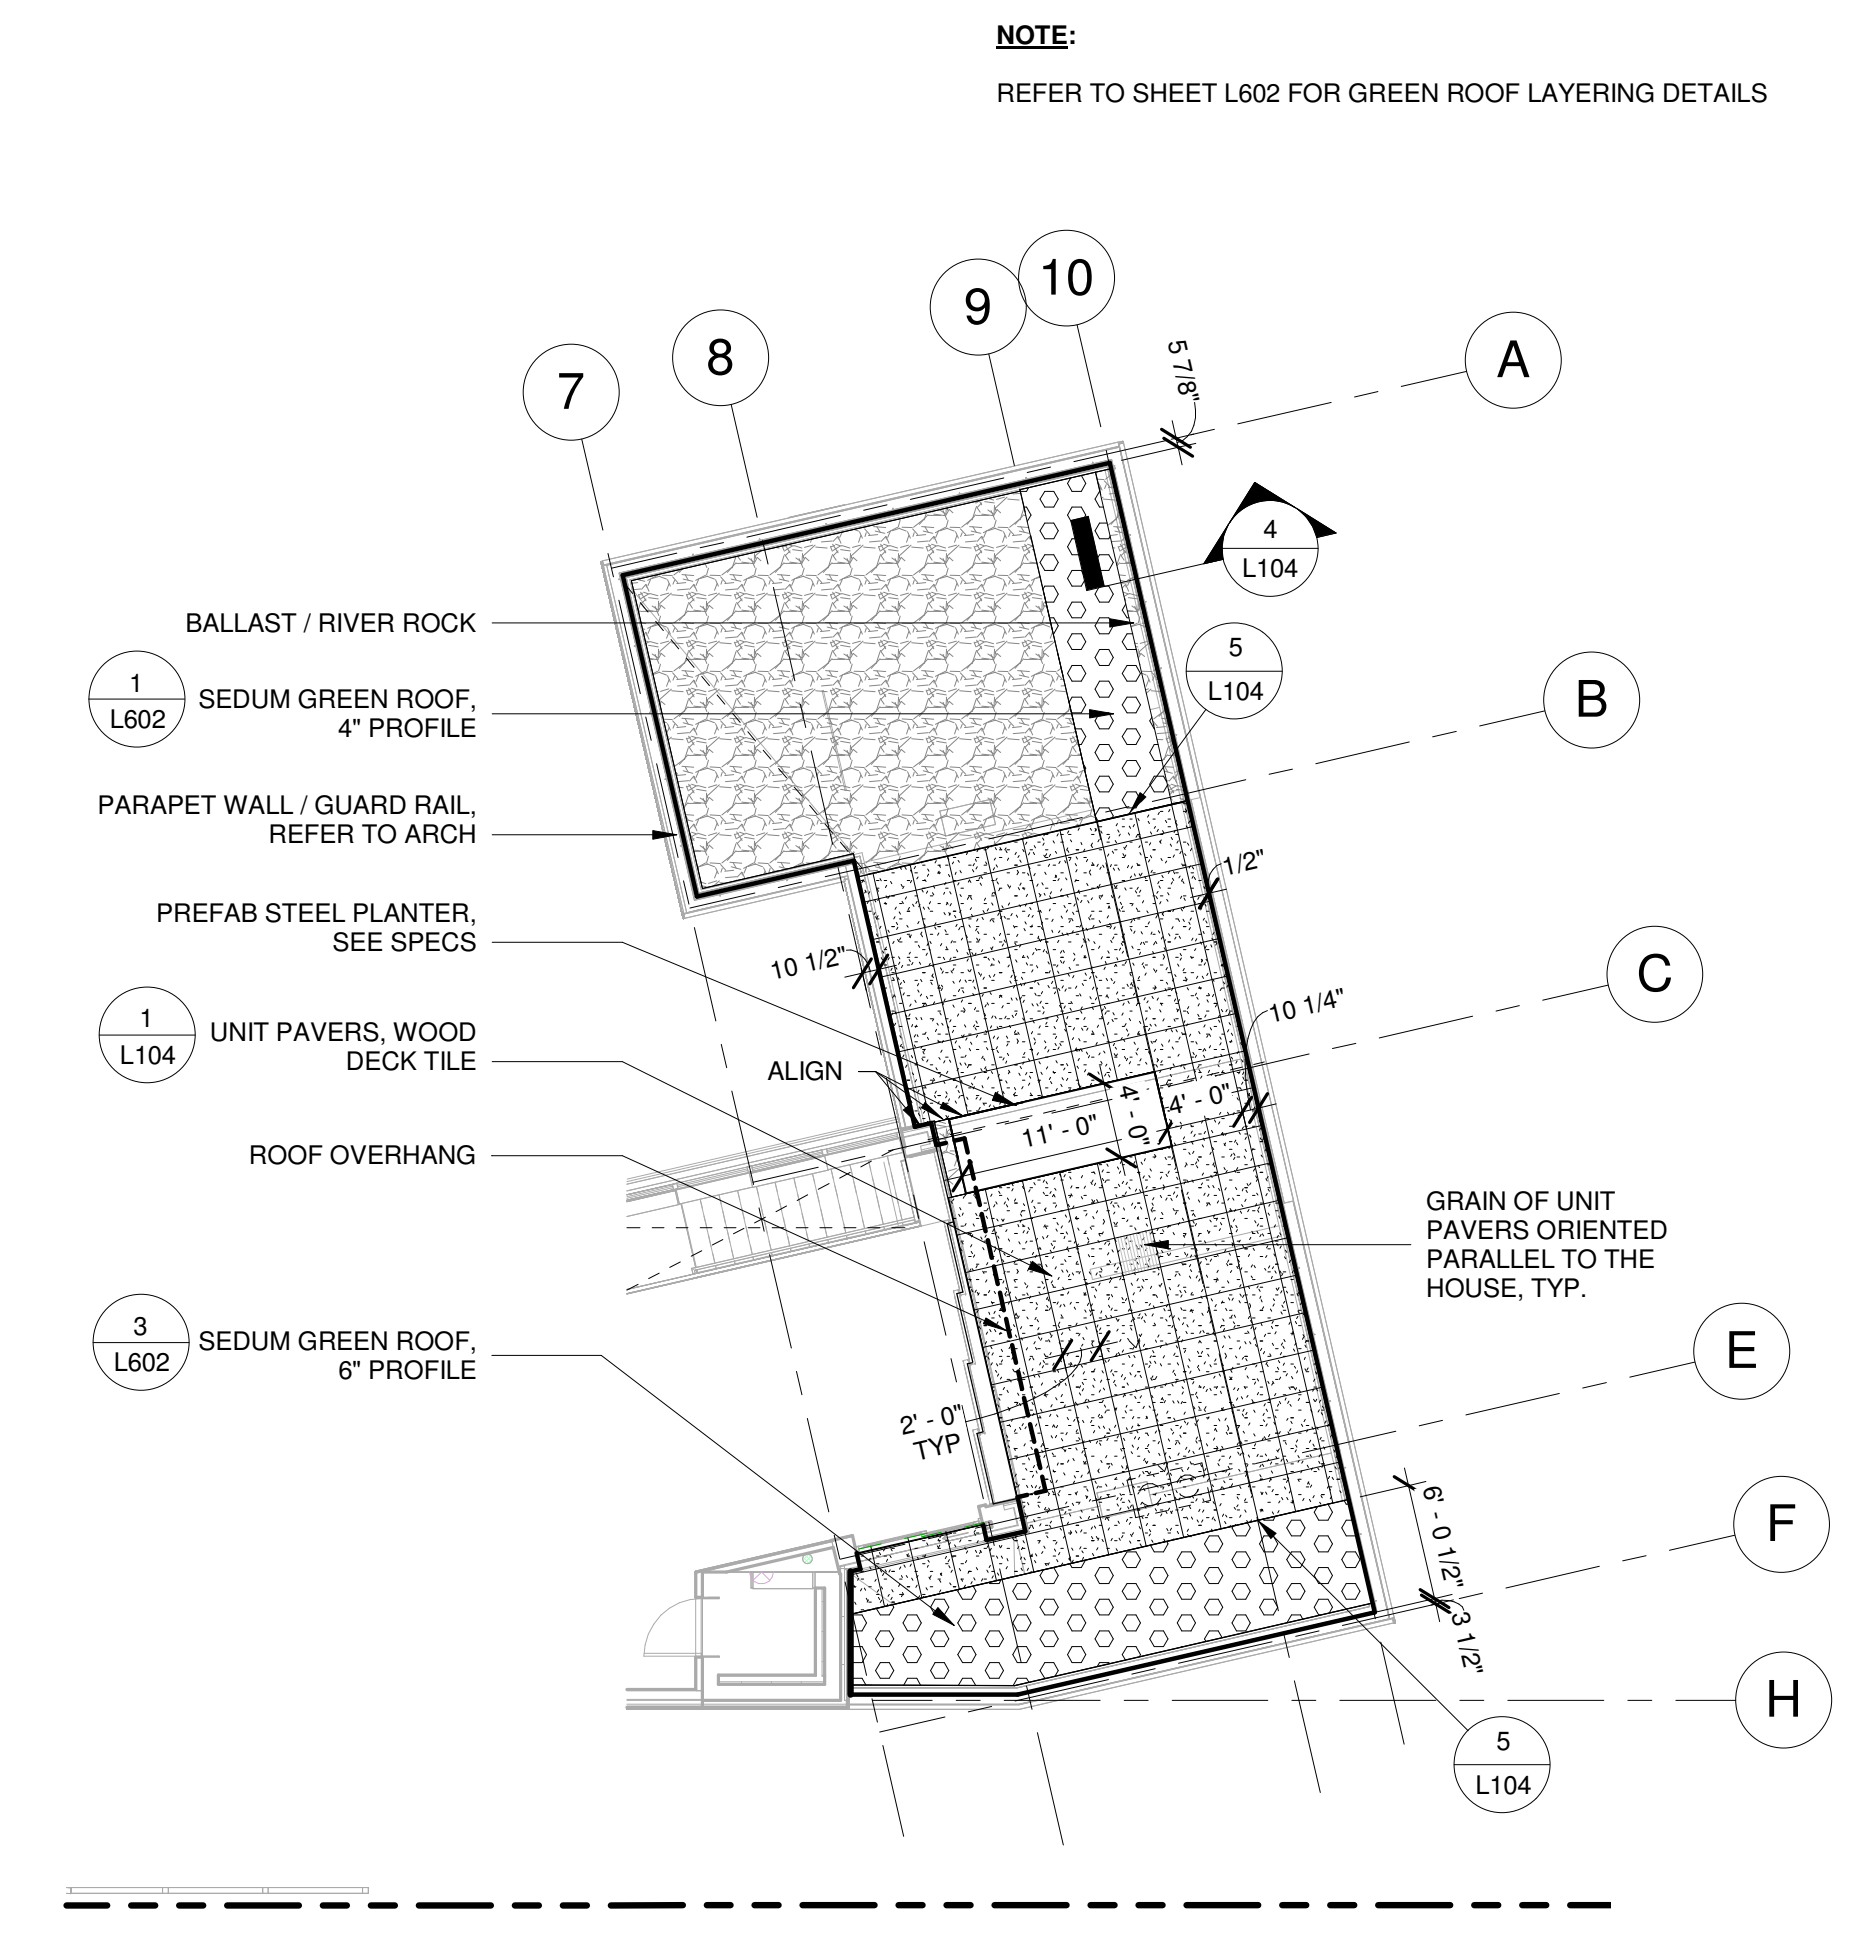 NOTE:
REFER TO SHEET L602 FOR GREEN ROOF LAYERING DETAILS
10
9
8
7
A
5 7/8"
4
L104
BALLAST / RIVER ROCK
5
L104
1
L602
SEDUM GREEN ROOF,
4" PROFILE
B
PARAPET WALL / GUARD RAIL,
REFER TO ARCH
1/2"
PREFAB STEEL PLANTER,
SEE SPECS
10 1/2"
C
10 1/4"
1
L104
UNIT PAVERS, WOOD
DECK TILE
ALIGN
4' - 0"
4' - 0"
11' - 0"
ROOF OVERHANG
GRAIN OF UNIT
PAVERS ORIENTED
PARALLEL TO THE
HOUSE, TYP.
3
L602
SEDUM GREEN ROOF,
6" PROFILE
E
2' - 0"
TYP
6' - 0 1/2"
F
3 1/2"
H
5
L104